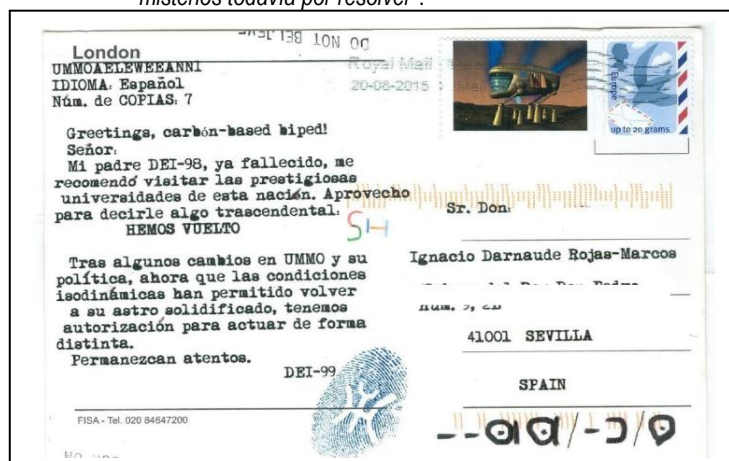 misterios todavía por resolver".
London
DO NOT BELIEVE
UMMOAELEWEEANNI
IDIOMA: Español
Núm. de COPIAS: 7
Royal Mail
20-08-2015
up to 20 grams
Greetings, carbón-based biped!
Señor:
Mi padre DEI-98, ya fallecido, me
recomendó visitar las prestigiosas
universidades de esta nación. Aprovecho
para decirle algo trascendental:
HEMOS VUELTO
Tras algunos cambios en UMMO y su
política, ahora que las condiciones
isodinámicas han permitido volver
a su astro solidificado, tenemos
autorización para actuar de forma
distinta.
Permanezcan atentos.
DEI-99
FISA - Tel. 020 84647200
Sr. Don:
Ignacio Darnaude Rojas-Marcos
41001 SEVILLA
SPAIN